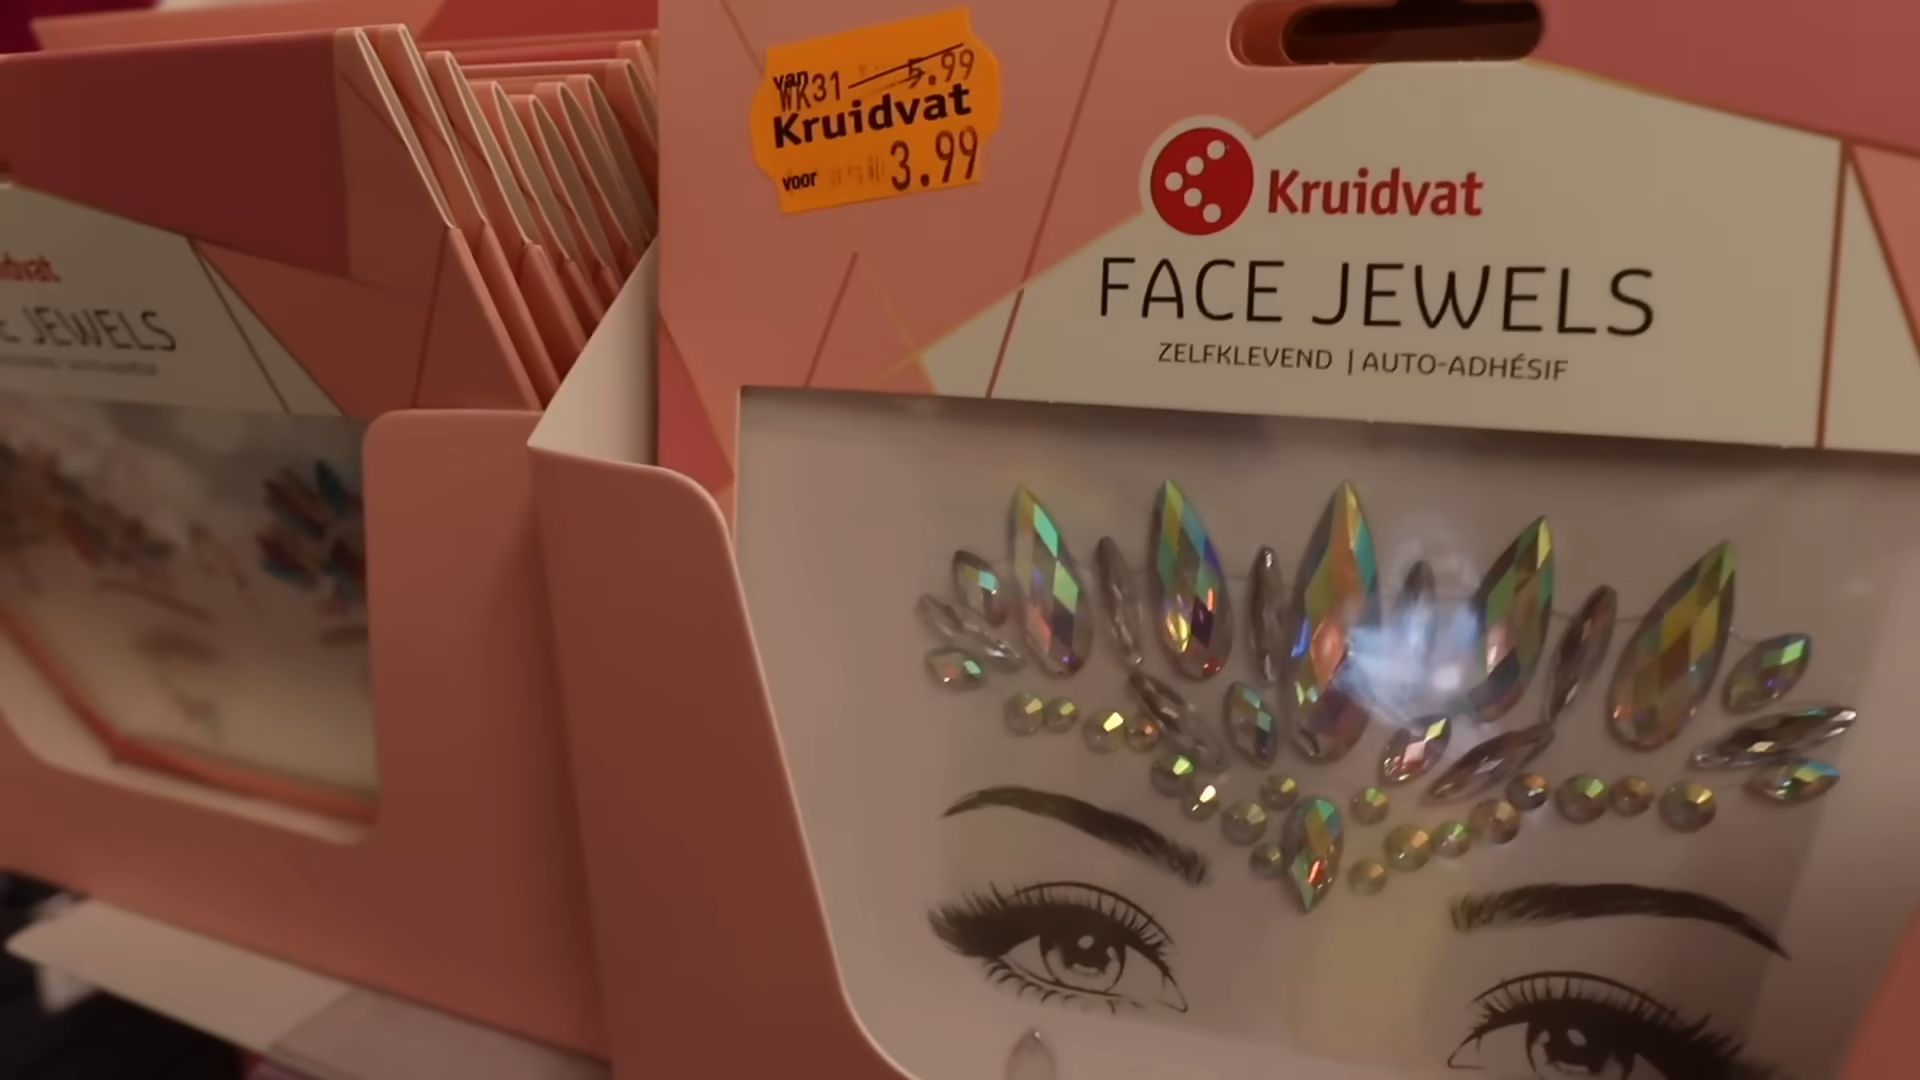 van
WK31 5.99
Kruidvat
voor 3.99
Kruidvat
FACE JEWELS
ZELFKLEVEND | AUTO-ADHÉSIF
JEWELS